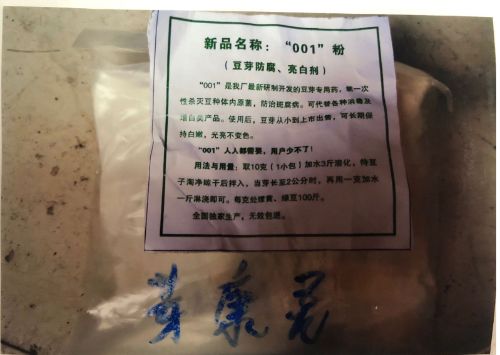 新品名称：“001”粉
（豆芽防腐、亮白剂）
“001”是我厂最新研制开发的豆芽专用药，能一次
性杀灭豆种体内原菌，防治斑腐病。可代替各种消毒及
增白类产品。使用后，豆芽从小到上市出售，可长期保
持白嫩，光亮不变色。
“001”人人都需要，用户少不了！
用法与用量：取10克（1小包）加水3斤溶化，待豆
子淘净晾干后拌入，当芽长至2公分时，再用一克加水
一斤淋浇即可。每克处绿黄、绿豆100斤。
全国独家生产，无效包退。
芽康灵